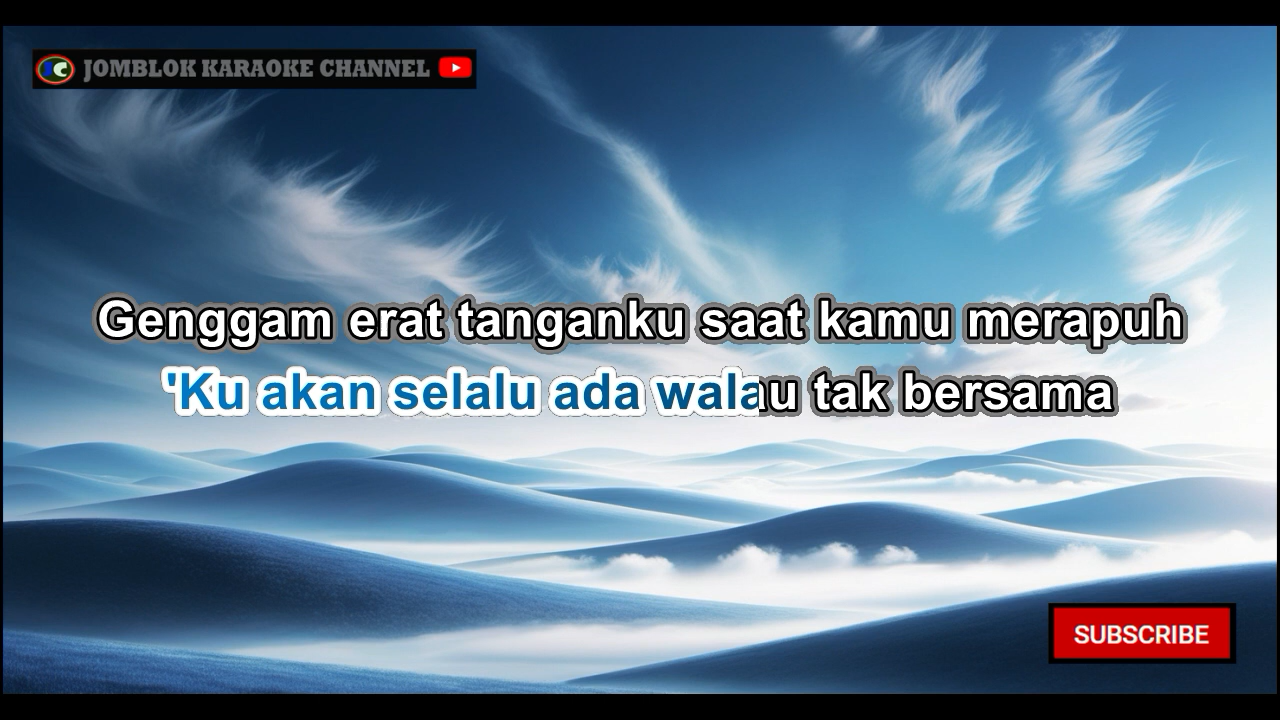 JOMBLOK KARAOKE CHANNEL
Genggam erat tanganku saat kamu merapuh
'Ku akan selalu ada walau tak bersama
SUBSCRIBE